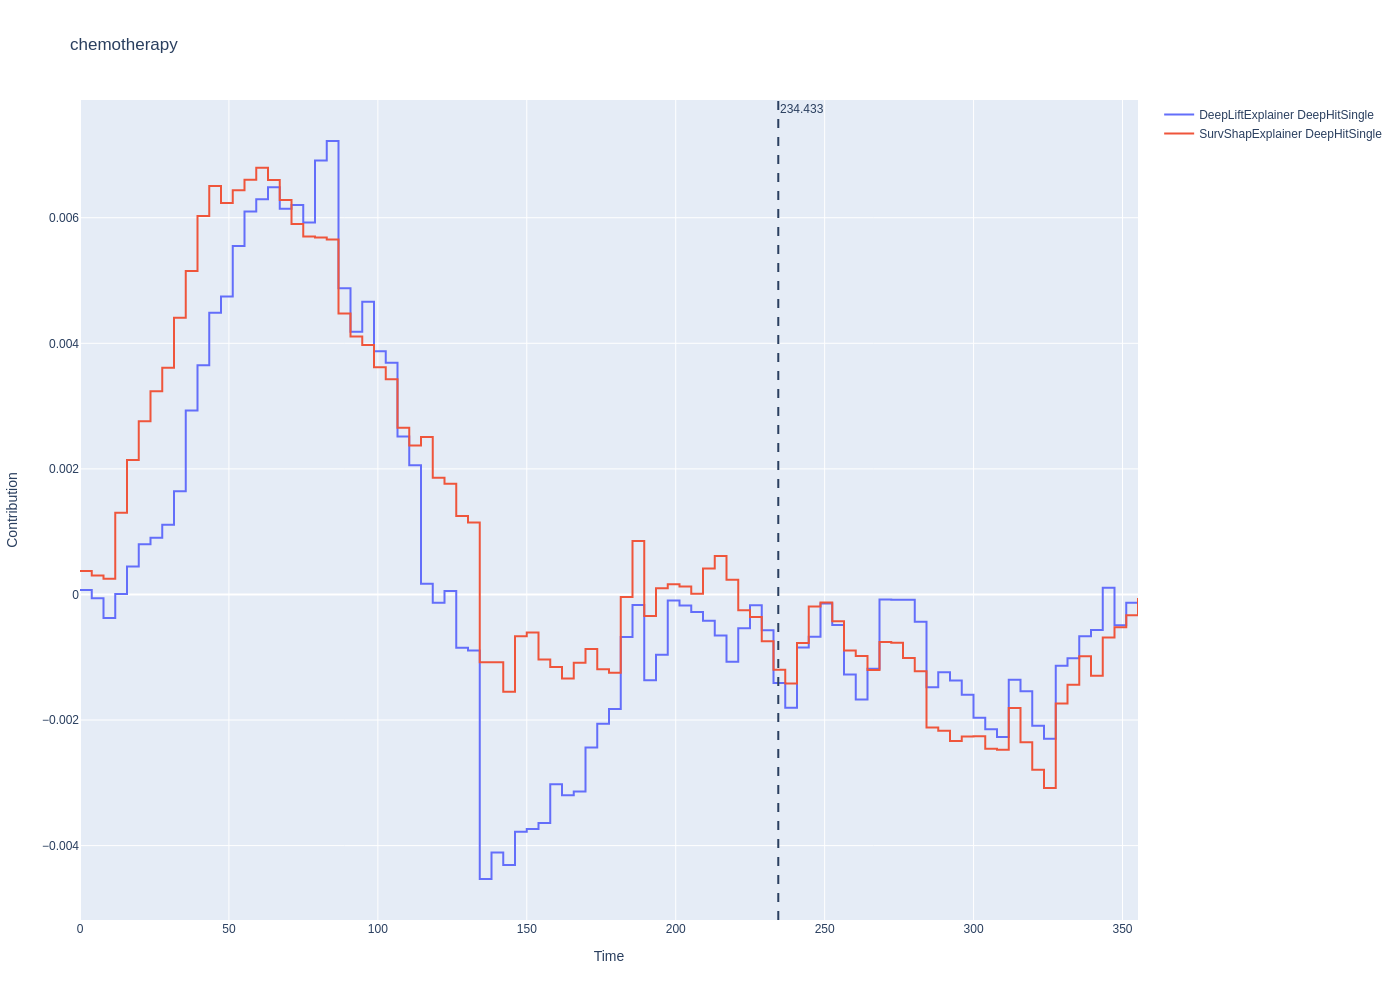 chemotherapy
234.433
DeepLiftExplainer DeepHitSingle
SurvShapExplainer DeepHitSingle
0.006
0.004
0.002
0
−0.002
−0.004
Contribution
0 50 100 150 200 250 300 350
Time